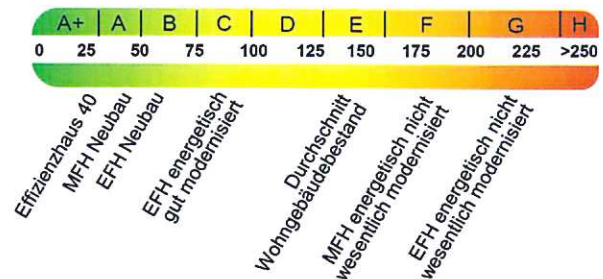 A+ A B C D E F G H
0 25 50 75 100 125 150 175 200 225 >250
Effizienzhaus 40
MFH Neubau
EFH Neubau
EFH energetisch
gut modernisiert
Durchschnitt
Wohngebäudebestand
MFH energetisch nicht
wesentlich modernisiert
EFH energetisch nicht
wesentlich modernisiert